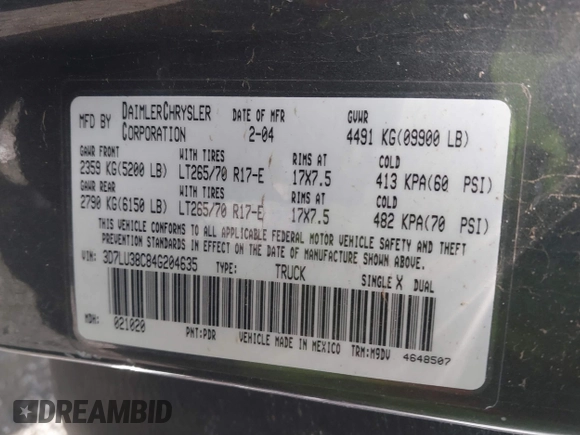 MFD BY DAIMLERCHRYSLER CORPORATION DATE OF MFR 2-04 GVWR 4491 KG(09900 LB)
GAWR FRONT WITH TIRES RIMS AT COLD
2359 KG(5200 LB) LT265/70 R17-E 17X7.5 413 KPA(60 PSI)
GAWR REAR WITH TIRES RIMS AT COLD
2790 KG(6150 LB) LT265/70 R17-E 17X7.5 482 KPA(70 PSI)
THIS VEHICLE CONFORMS TO ALL APPLICABLE FEDERAL MOTOR VEHICLE SAFETY AND THEFT
PREVENTION STANDARDS IN EFFECT ON THE DATE OF MANUFACTURE SHOWN ABOVE.
VIN: 3D7LU38C84G204635 TYPE: TRUCK SINGLE X DUAL
MDH: 021020 PNT:PDR VEHICLE MADE IN MEXICO TRM:M9DV 4648507
DREAMBID